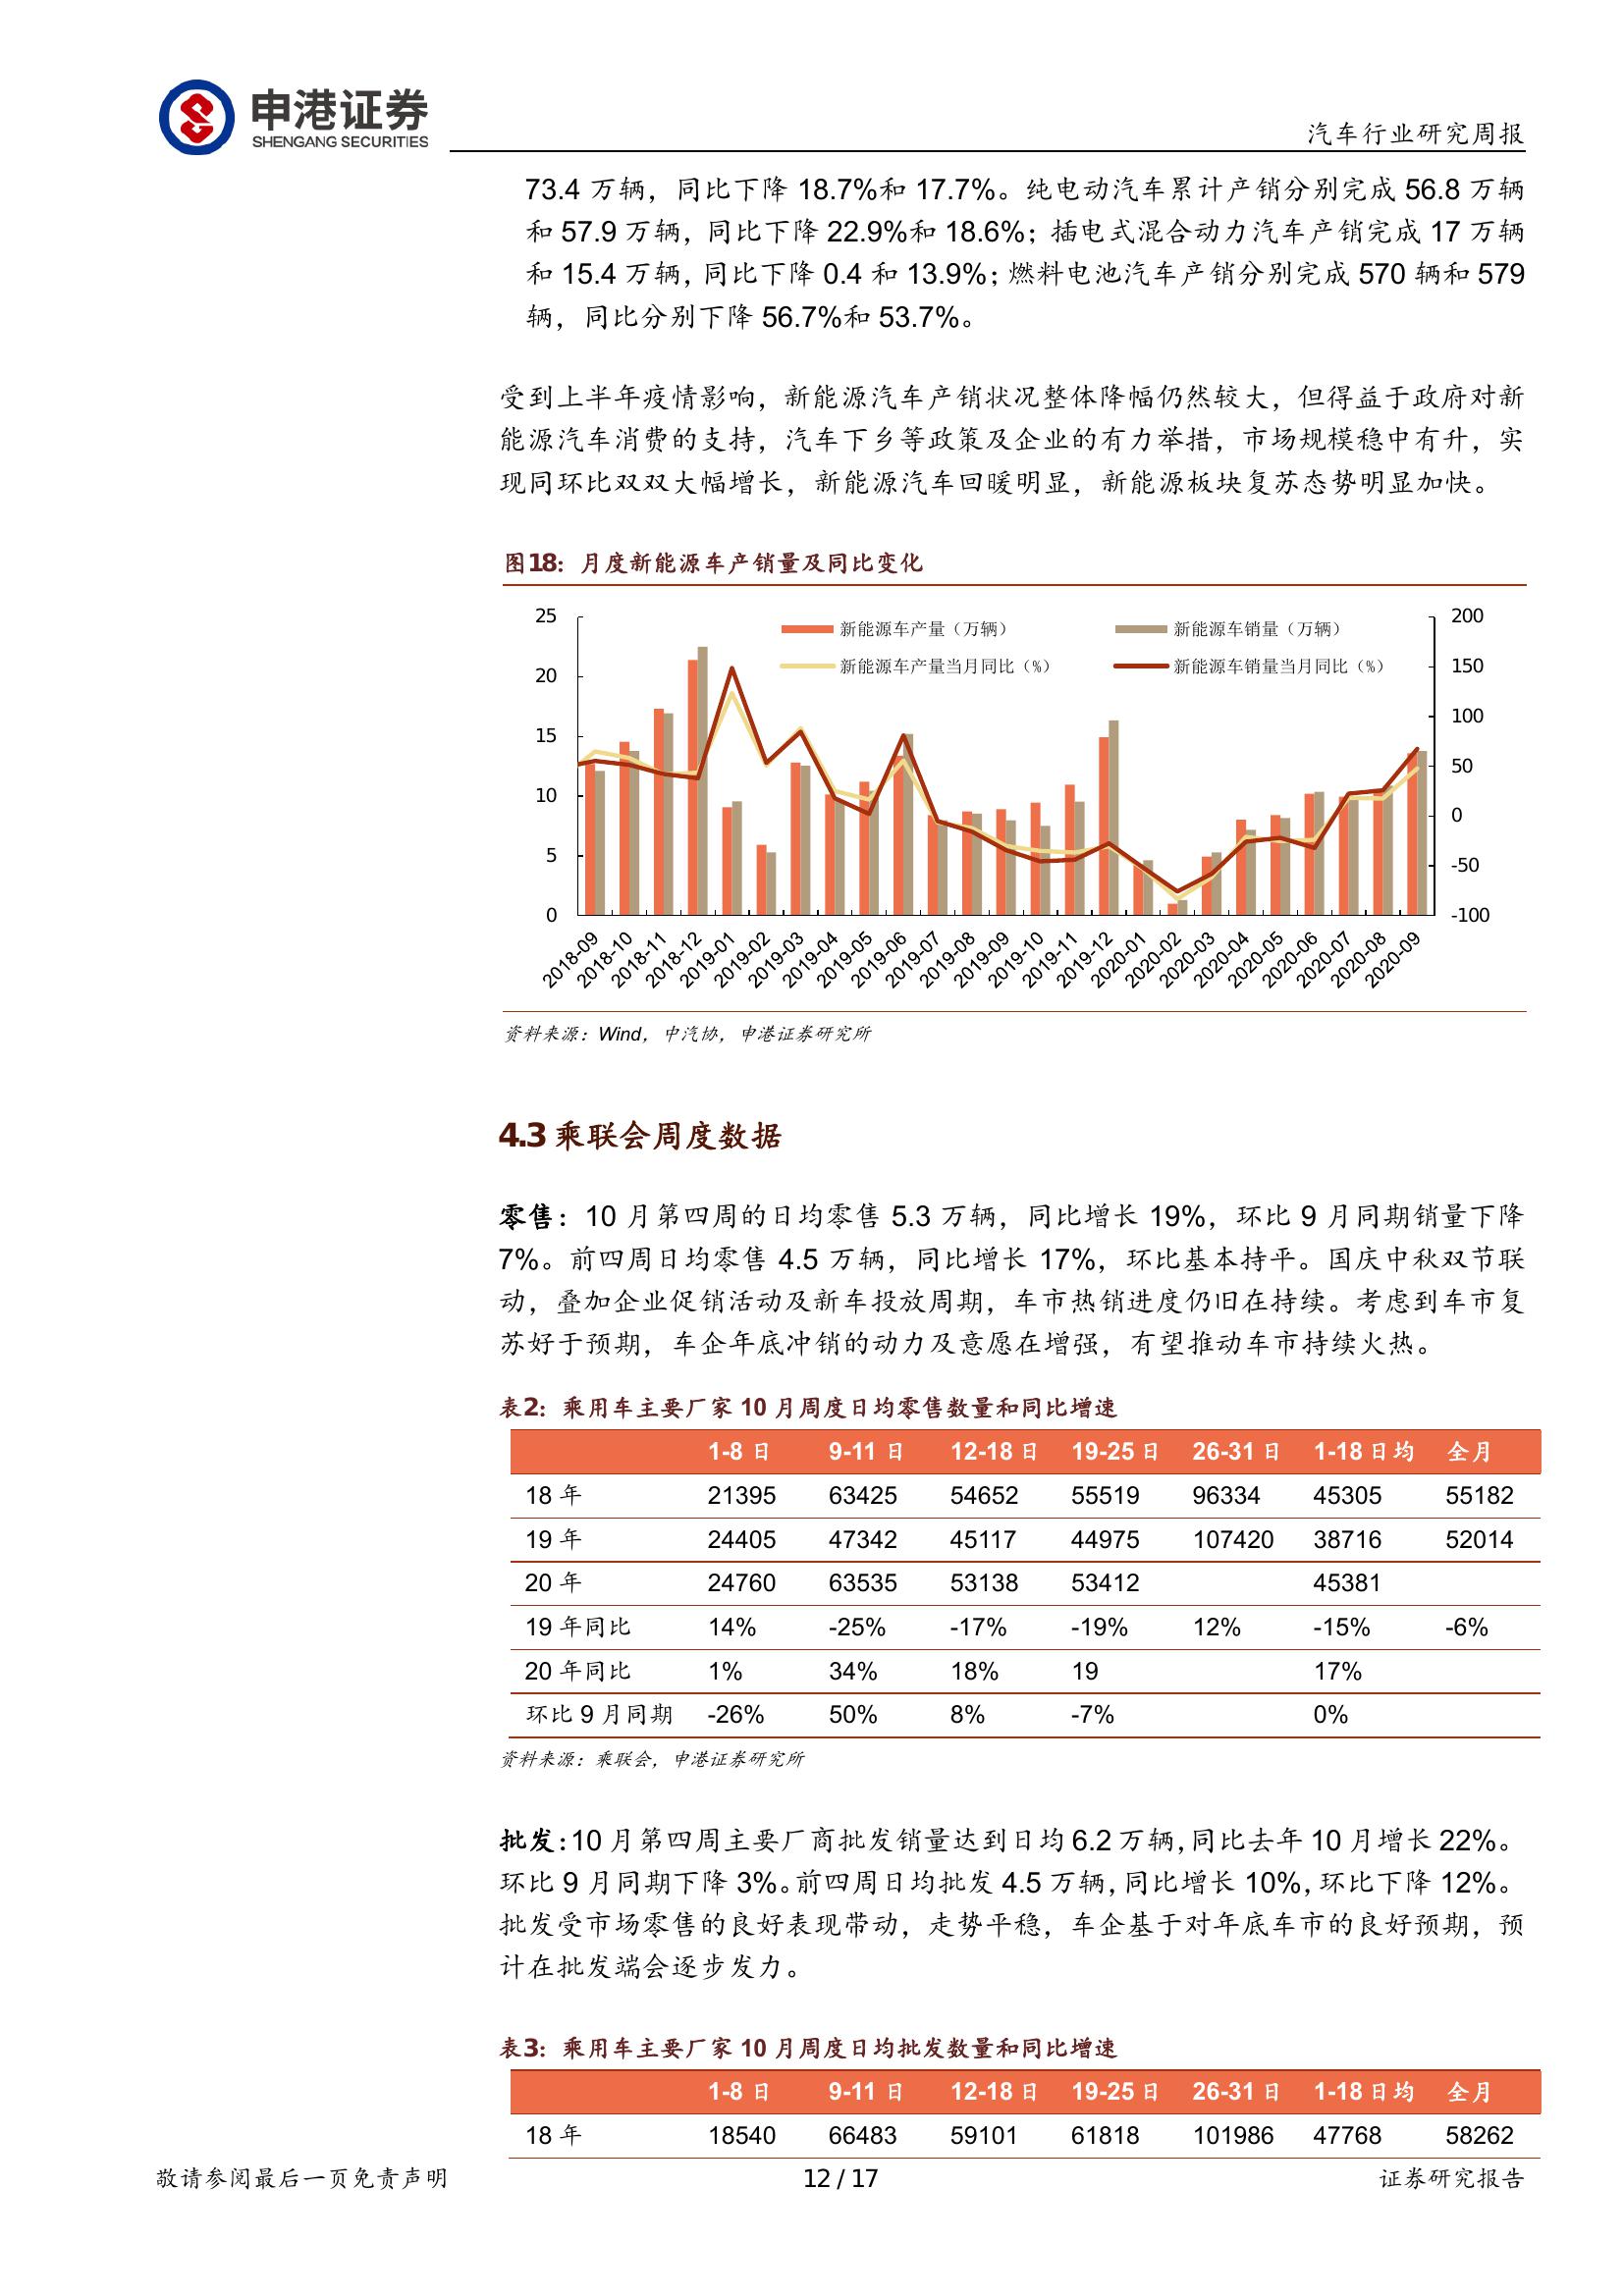 申港证券
SHENGANG SECURITIES
汽车行业研究周报
73.4 万辆，同比下降 18.7%和 17.7%。纯电动汽车累计产销分别完成 56.8 万辆
和 57.9 万辆，同比下降 22.9%和 18.6%；插电式混合动力汽车产销完成 17 万辆
和 15.4 万辆，同比下降 0.4 和 13.9%；燃料电池汽车产销分别完成 570 辆和 579
辆，同比分别下降 56.7%和 53.7%。
受到上半年疫情影响，新能源汽车产销状况整体降幅仍然较大，但得益于政府对新
能源汽车消费的支持，汽车下乡等政策及企业的有力举措，市场规模稳中有升，实
现同环比双双大幅增长，新能源汽车回暖明显，新能源板块复苏态势明显加快。
图18：月度新能源车产销量及同比变化
新能源车产量（万辆） 新能源车销量（万辆）
新能源车产量当月同比（%） 新能源车销量当月同比（%）
25 200
20 150
15 100
10 50
5 0
0 -50
-100
2018-09 2018-10 2018-11 2018-12 2019-01 2019-02 2019-03 2019-04 2019-05 2019-06 2019-07 2019-08 2019-09 2019-10 2019-11 2019-12 2020-01 2020-02 2020-03 2020-04 2020-05 2020-06 2020-07 2020-08 2020-09
资料来源：Wind，中汽协，申港证券研究所
4.3 乘联会周度数据
零售：10 月第四周的日均零售 5.3 万辆，同比增长 19%，环比 9 月同期销量下降
7%。前四周日均零售 4.5 万辆，同比增长 17%，环比基本持平。国庆中秋双节联
动，叠加企业促销活动及新车投放周期，车市热销进度仍旧在持续。考虑到车市复
苏好于预期，车企年底冲销的动力及意愿在增强，有望推动车市持续火热。
表2：乘用车主要厂家 10 月周度日均零售数量和同比增速
1-8 日 9-11 日 12-18 日 19-25 日 26-31 日 1-18 日均 全月
18 年 21395 63425 54652 55519 96334 45305 55182
19 年 24405 47342 45117 44975 107420 38716 52014
20 年 24760 63535 53138 53412 45381
19 年同比 14% -25% -17% -19% 12% -15% -6%
20 年同比 1% 34% 18% 19 17%
环比 9 月同期 -26% 50% 8% -7% 0%
资料来源：乘联会，申港证券研究所
批发：10 月第四周主要厂商批发销量达到日均 6.2 万辆，同比去年 10 月增长 22%。
环比 9 月同期下降 3%。前四周日均批发 4.5 万辆，同比增长 10%，环比下降 12%。
批发受市场零售的良好表现带动，走势平稳，车企基于对年底车市的良好预期，预
计在批发端会逐步发力。
表3：乘用车主要厂家 10 月周度日均批发数量和同比增速
1-8 日 9-11 日 12-18 日 19-25 日 26-31 日 1-18 日均 全月
18 年 18540 66483 59101 61818 101986 47768 58262
敬请参阅最后一页免责声明 12 / 17 证券研究报告